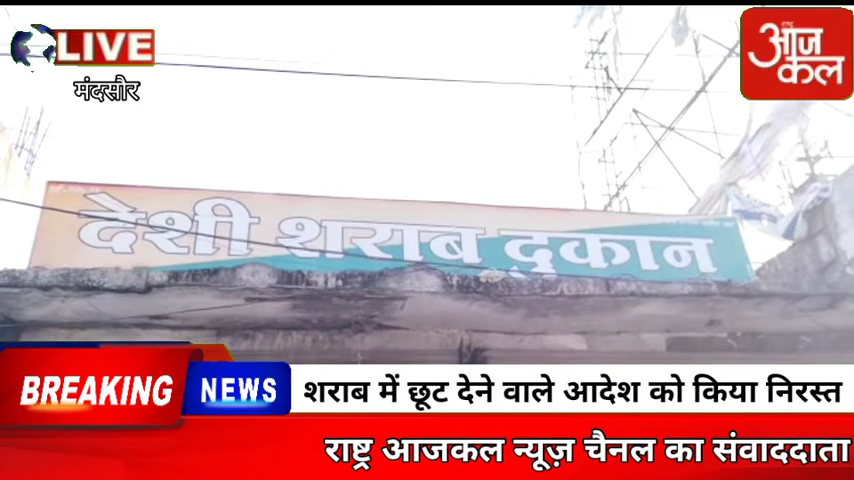 LIVE
मंदसौर
राष्ट्र
आज
कल
देशी शराब दुकान
BREAKING NEWS
शराब में छूट देने वाले आदेश को किया निरस्त
राष्ट्र आजकल न्यूज़ चैनल का संवाददाता